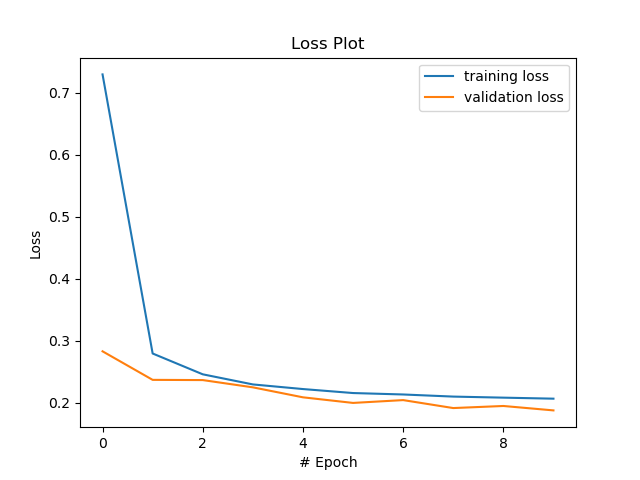 Loss Plot
training loss
validation loss
0.7
0.6
0.5
0.4
0.3
0.2
Loss
0
2
4
6
8
# Epoch